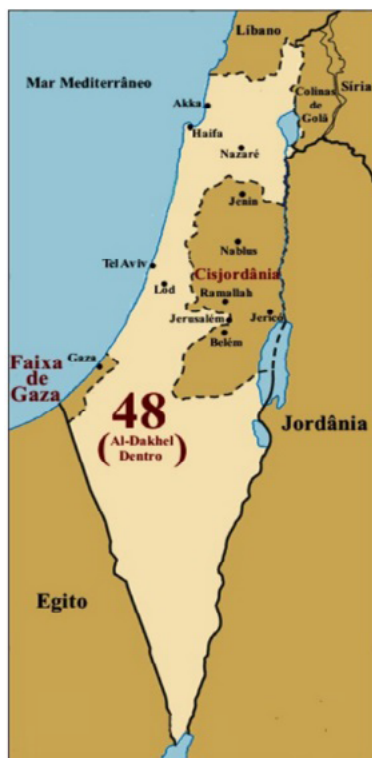 Líbano
Mar Mediterrâneo
Síria
Colinas
de
Golã
Akka
Haifa
Nazaré
Jenin
Nablus
Tel Aviv
Cisjordânia
Lod
Ramallah
Jerusalém
Jericó
Belém
Faixa
de
Gaza
Gaza
48
(Al-Dakhel
Dentro)
Jordânia
Egito